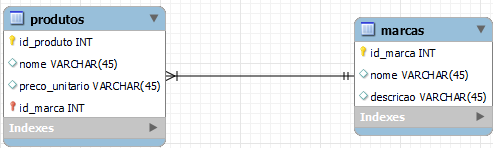 produtos
id_produto INT
nome VARCHAR(45)
preco_unitario VARCHAR(45)
id_marca INT
Indexes
marcas
id_marca INT
nome VARCHAR(45)
descricao VARCHAR(45)
Indexes